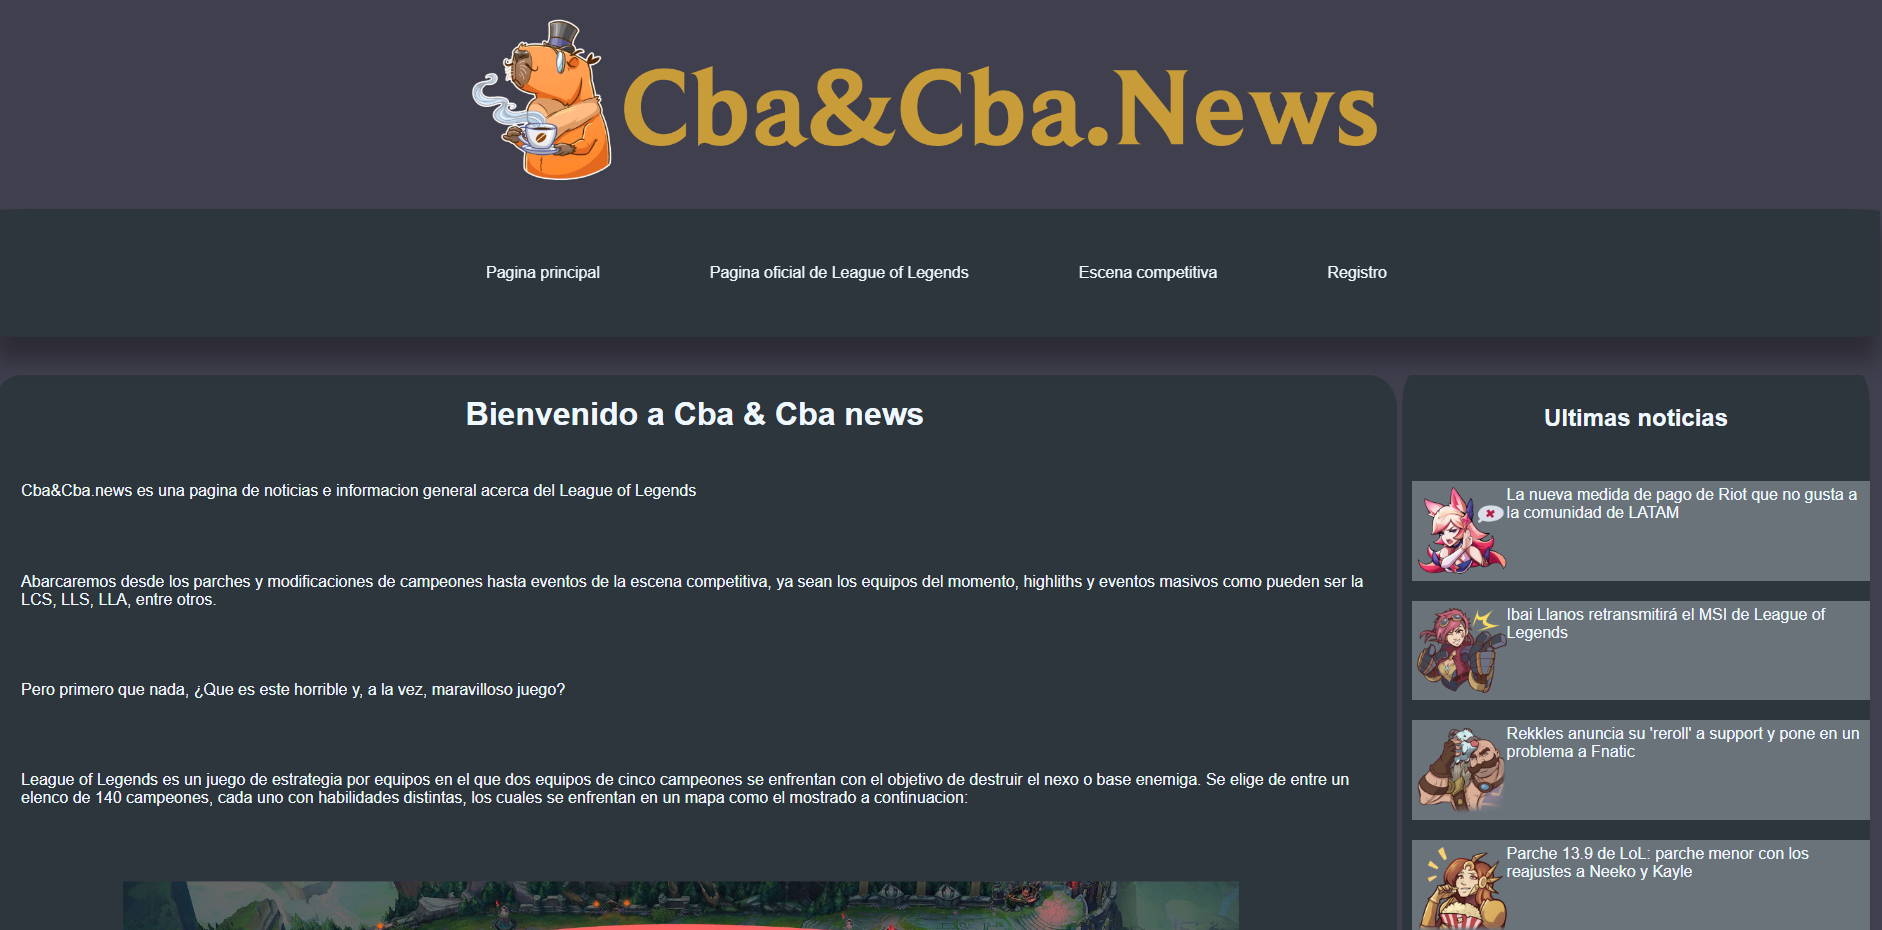 Cba&Cba.News
Pagina principal
Pagina oficial de League of Legends
Escena competitiva
Registro
Bienvenido a Cba & Cba news
Cba&Cba.news es una pagina de noticias e informacion general acerca del League of Legends
Abarcaremos desde los parches y modificaciones de campeones hasta eventos de la escena competitiva, ya sean los equipos del momento, highliths y eventos masivos como pueden ser la
LCS, LLS, LLA, entre otros.
Pero primero que nada, ¿Que es este horrible y, a la vez, maravilloso juego?
League of Legends es un juego de estrategia por equipos en el que dos equipos de cinco campeones se enfrentan con el objetivo de destruir el nexo o base enemiga. Se elige de entre un
elenco de 140 campeones, cada uno con habilidades distintas, los cuales se enfrentan en un mapa como el mostrado a continuacion:
Ultimas noticias
La nueva medida de pago de Riot que no gusta a
la comunidad de LATAM
Ibai Llanos retransmitirá el MSI de League of
Legends
Rekkles anuncia su 'reroll' a support y pone en un
problema a Fnatic
Parche 13.9 de LoL: parche menor con los
reajustes a Neeko y Kayle